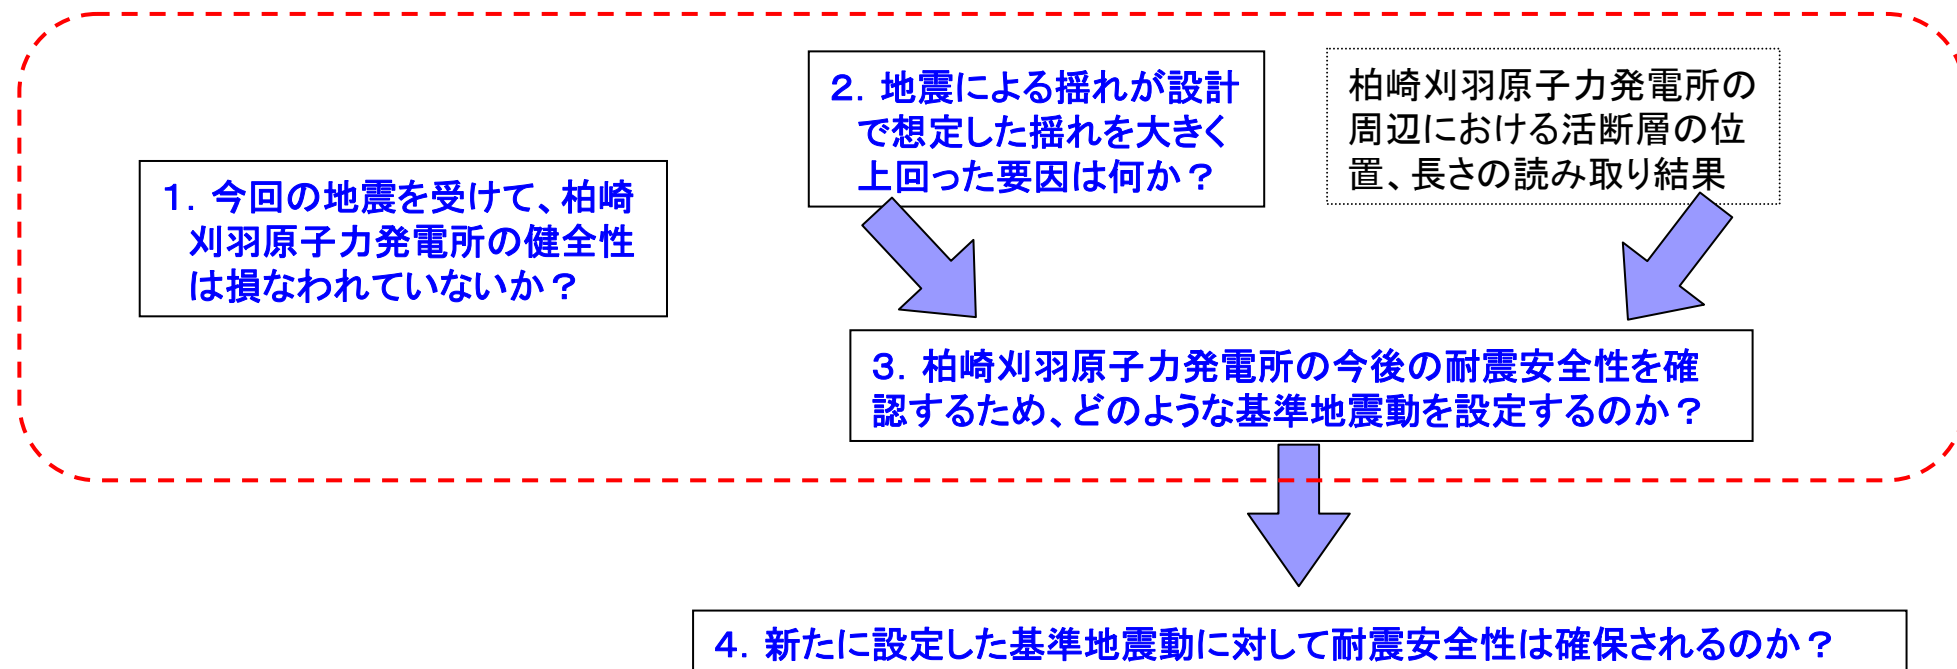 1. 今回の地震を受けて、柏崎
刈羽原子力発電所の健全性
は損なわれていないか?
2. 地震による揺れが設計
で想定した揺れを大きく
上回った要因は何か?
柏崎刈羽原子力発電所の
周辺における活断層の位
置、長さの読み取り結果
3. 柏崎刈羽原子力発電所の今後の耐震安全性を確
認するため、どのような基準地震動を設定するのか?
4. 新たに設定した基準地震動に対して耐震安全性は確保されるのか?